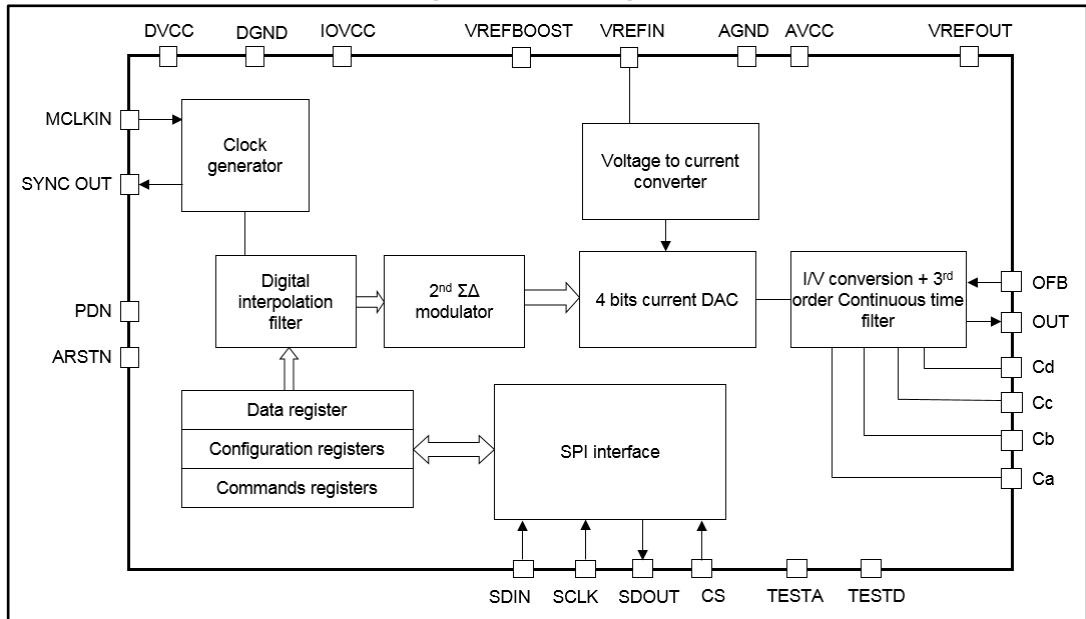 DVCC
DGND
IOVCC
VREFBOOST
VREFIN
AGND
AVCC
VREFOUT
MCLKIN
SYNC OUT
PDN
ARSTN
Clock
generator
Voltage to current
converter
Digital
interpolation
filter
2nd ΣΔ
modulator
4 bits current DAC
I/V conversion + 3rd
order Continuous time
filter
OFB
OUT
Cd
Cc
Cb
Ca
Data register
Configuration registers
Commands registers
SPI interface
SDIN
SCLK
SDOUT
CS
TESTA
TESTD